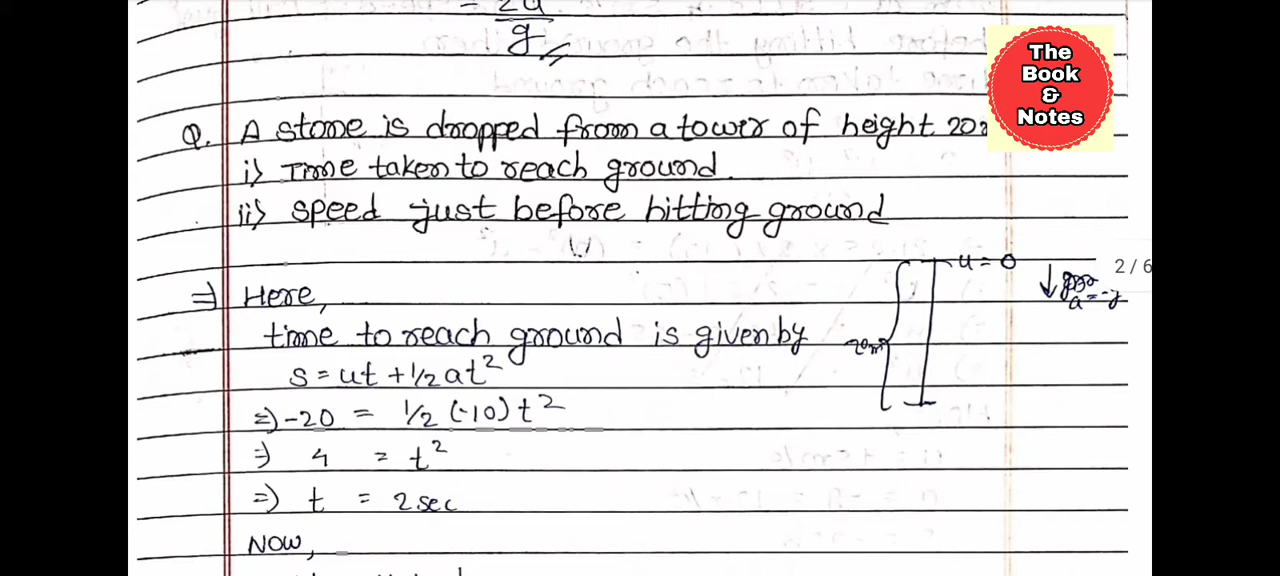 = 2u
g
The
Book
&
Notes
Q. A stone is dropped from a tower of height 20
i) Time taken to reach ground.
ii) speed just before hitting ground
u = 0
2 / 6
a = -g
⇒ Here,
time to reach ground is given by
20m
s = ut + 1/2 at²
⇒ -20 = 1/2 (-10) t²
⇒ 4 = t²
⇒ t = 2 sec
Now,